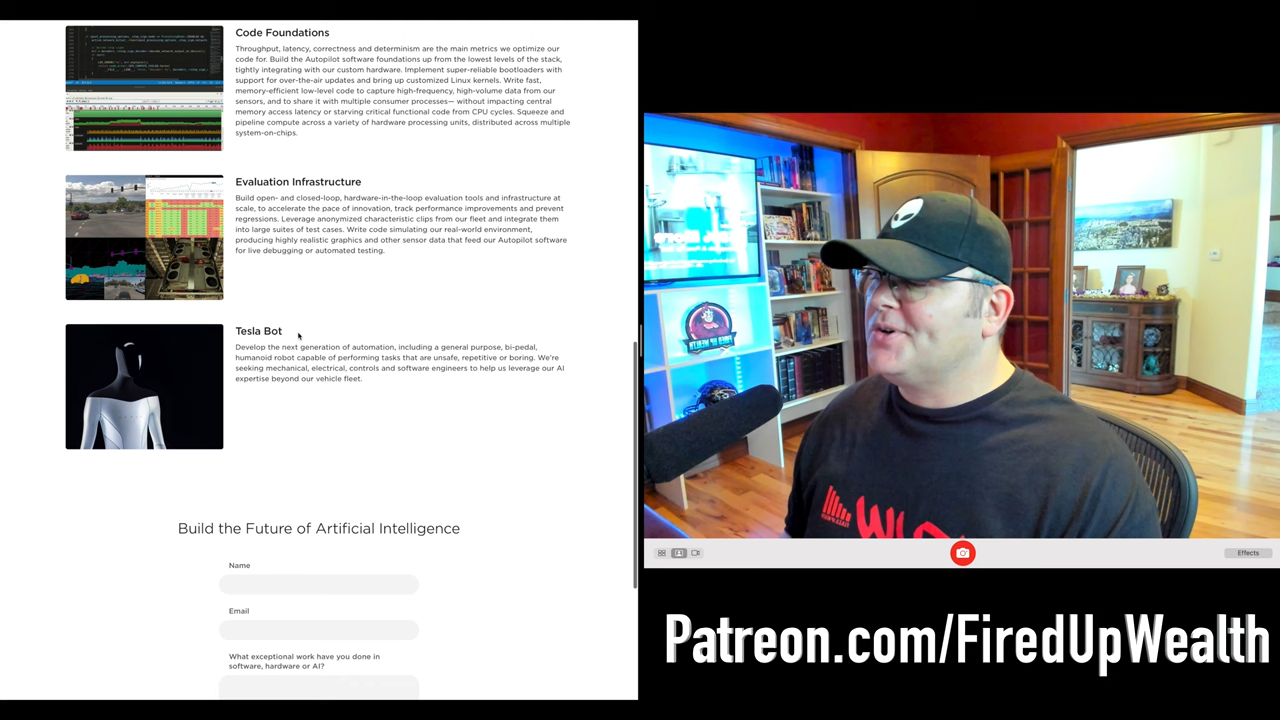 Code Foundations
Throughput, latency, correctness and determinism are the main metrics we optimize our
code for. Build the Autopilot software foundations up from the lowest levels of the stack,
tightly integrating with our custom hardware. Implement super-reliable bootloaders with
support for over-the-air updates and bring up customized Linux kernels. Write fast,
memory-efficient low-level code to capture high-frequency, high-volume data from our
sensors, and to share it with multiple consumer processes— without impacting central
memory access latency or starving critical functional code from CPU cycles. Squeeze and
pipeline compute across a variety of hardware processing units, distributed across multiple
system-on-chips.
Evaluation Infrastructure
Build open- and closed-loop, hardware-in-the-loop evaluation tools and infrastructure at
scale, to accelerate the pace of innovation, track performance improvements and prevent
regressions. Leverage anonymized characteristic clips from our fleet and integrate them
into large suites of test cases. Write code simulating our real-world environment,
producing highly realistic graphics and other sensor data that feed our Autopilot software
for live debugging or automated testing.
Tesla Bot
Develop the next generation of automation, including a general purpose, bi-pedal,
humanoid robot capable of performing tasks that are unsafe, repetitive or boring. We're
seeking mechanical, electrical, controls and software engineers to help us leverage our AI
expertise beyond our vehicle fleet.
Build the Future of Artificial Intelligence
Name
Email
What exceptional work have you done in
software, hardware or AI?
Effects
Patreon.com/FiredUpWealth